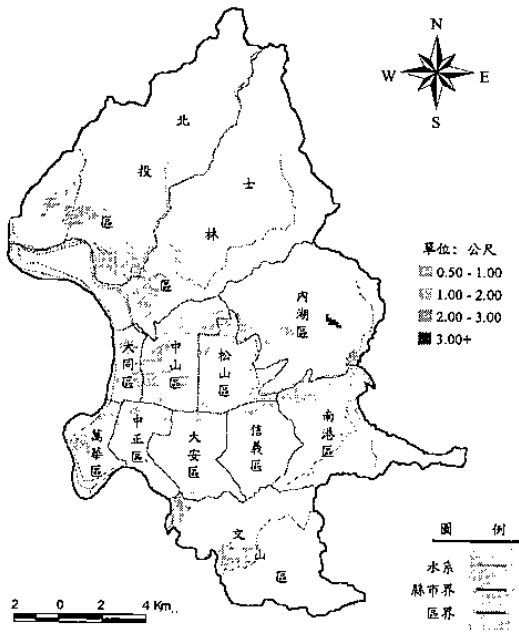 N
W E
S
北投區
士林區
單位：公尺
0.50 - 1.00
1.00 - 2.00
2.00 - 3.00
3.00+
內湖區
大同區
中山區
松山區
萬華區
中正區
大安區
信義區
南港區
文山區
圖 例
水系
縣市界
區界
2 0 2 4 Km